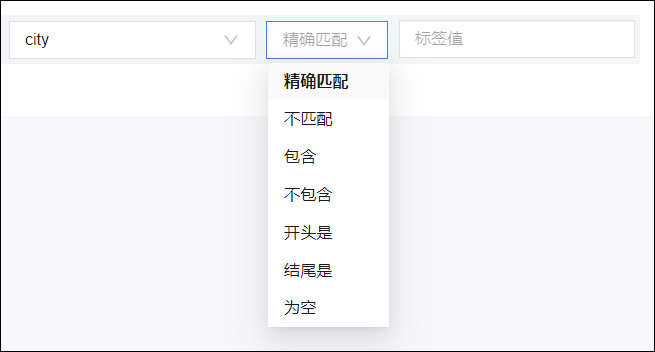 city 精确匹配 标签值
精确匹配
不匹配
包含
不包含
开头是
结尾是
为空